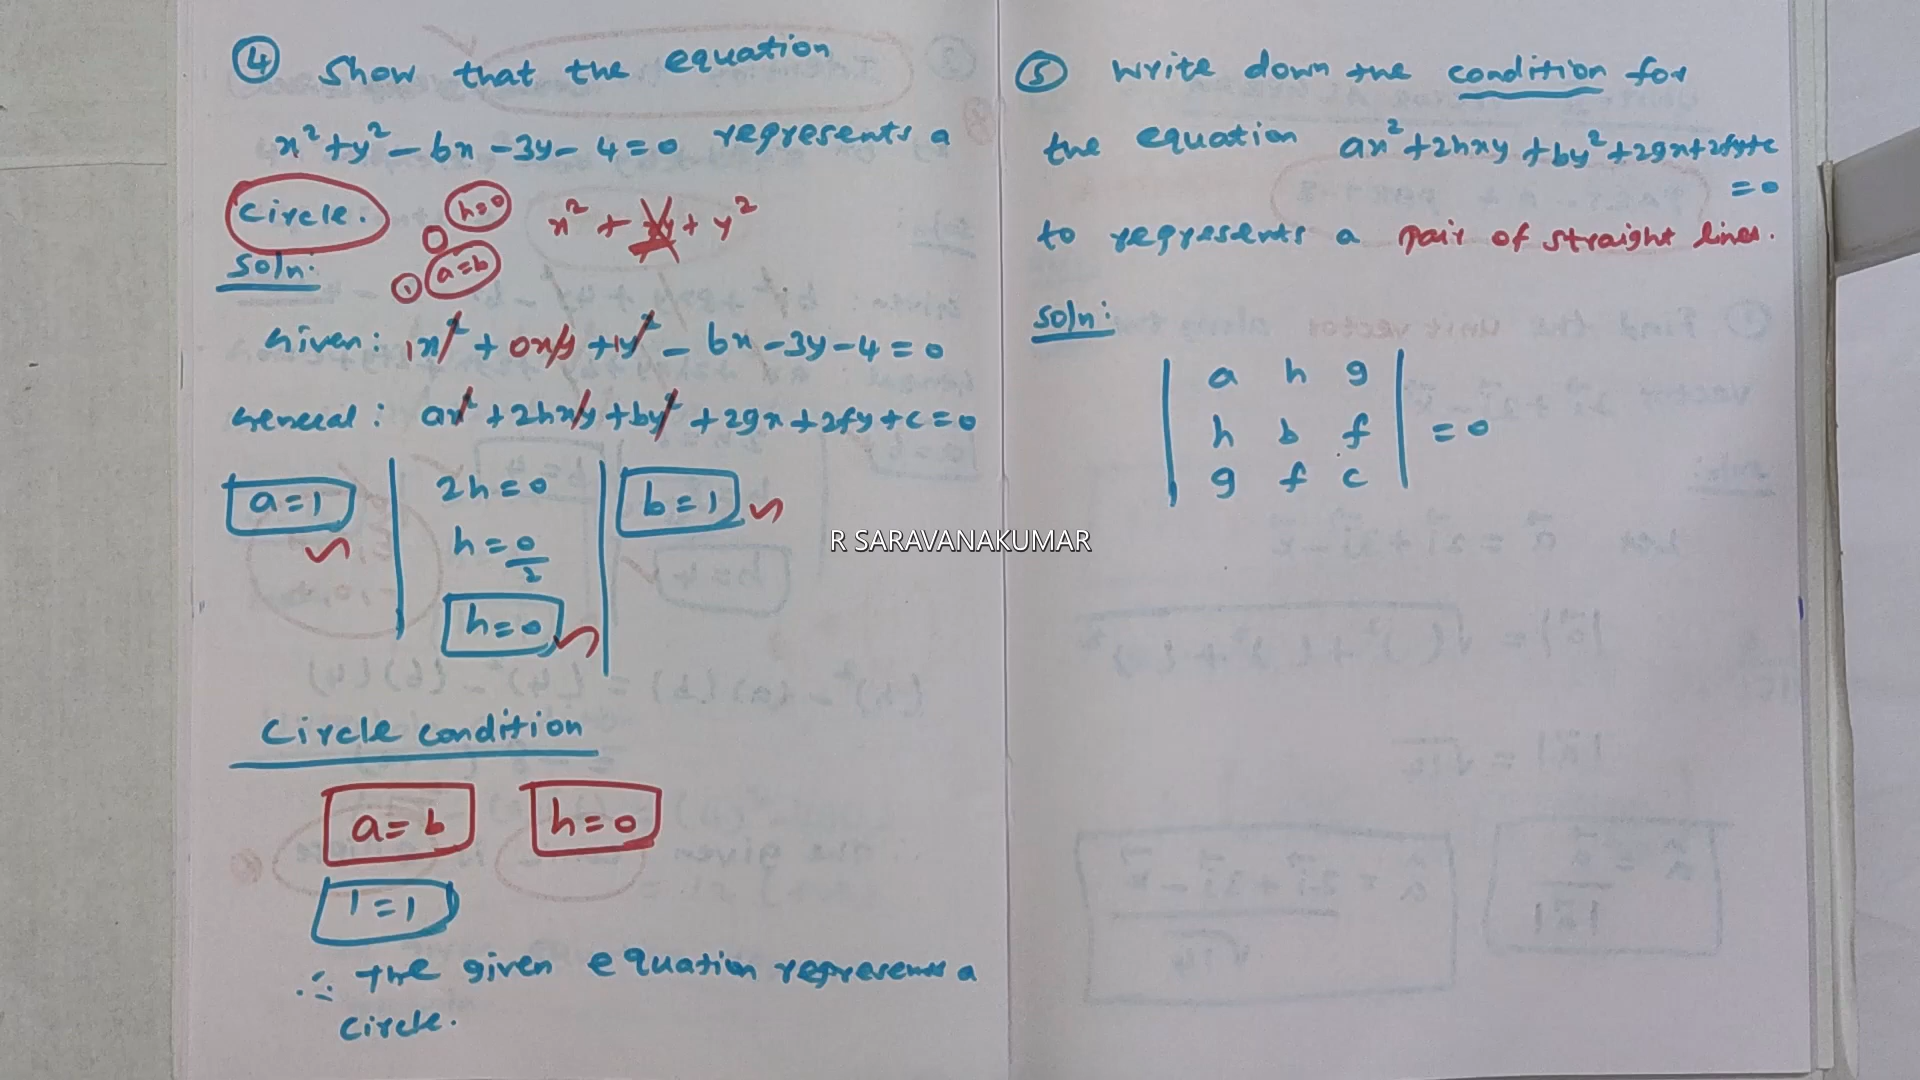 ④ Show that the equation
x² + y² - 6x - 3y - 4 = 0 represents a
circle.
h=0
x² + xy + y²
① a=b
Soln:
Given: 1x² + 0xy + 1y² - 6x - 3y - 4 = 0
General: ax² + 2hxy + by² + 2gx + 2fy + c = 0
a=1
2h=0
b=1
h=0/2
h=0
Circle condition
a=b
h=0
1=1
∴ The given equation represents a
circle.
⑤ Write down the condition for
the equation ax² + 2hxy + by² + 2gx + 2fy + c
=0
to represents a pair of straight lines.
Soln:
| a h g |
| h b f | = 0
| g f c |
R SARAVANAKUMAR